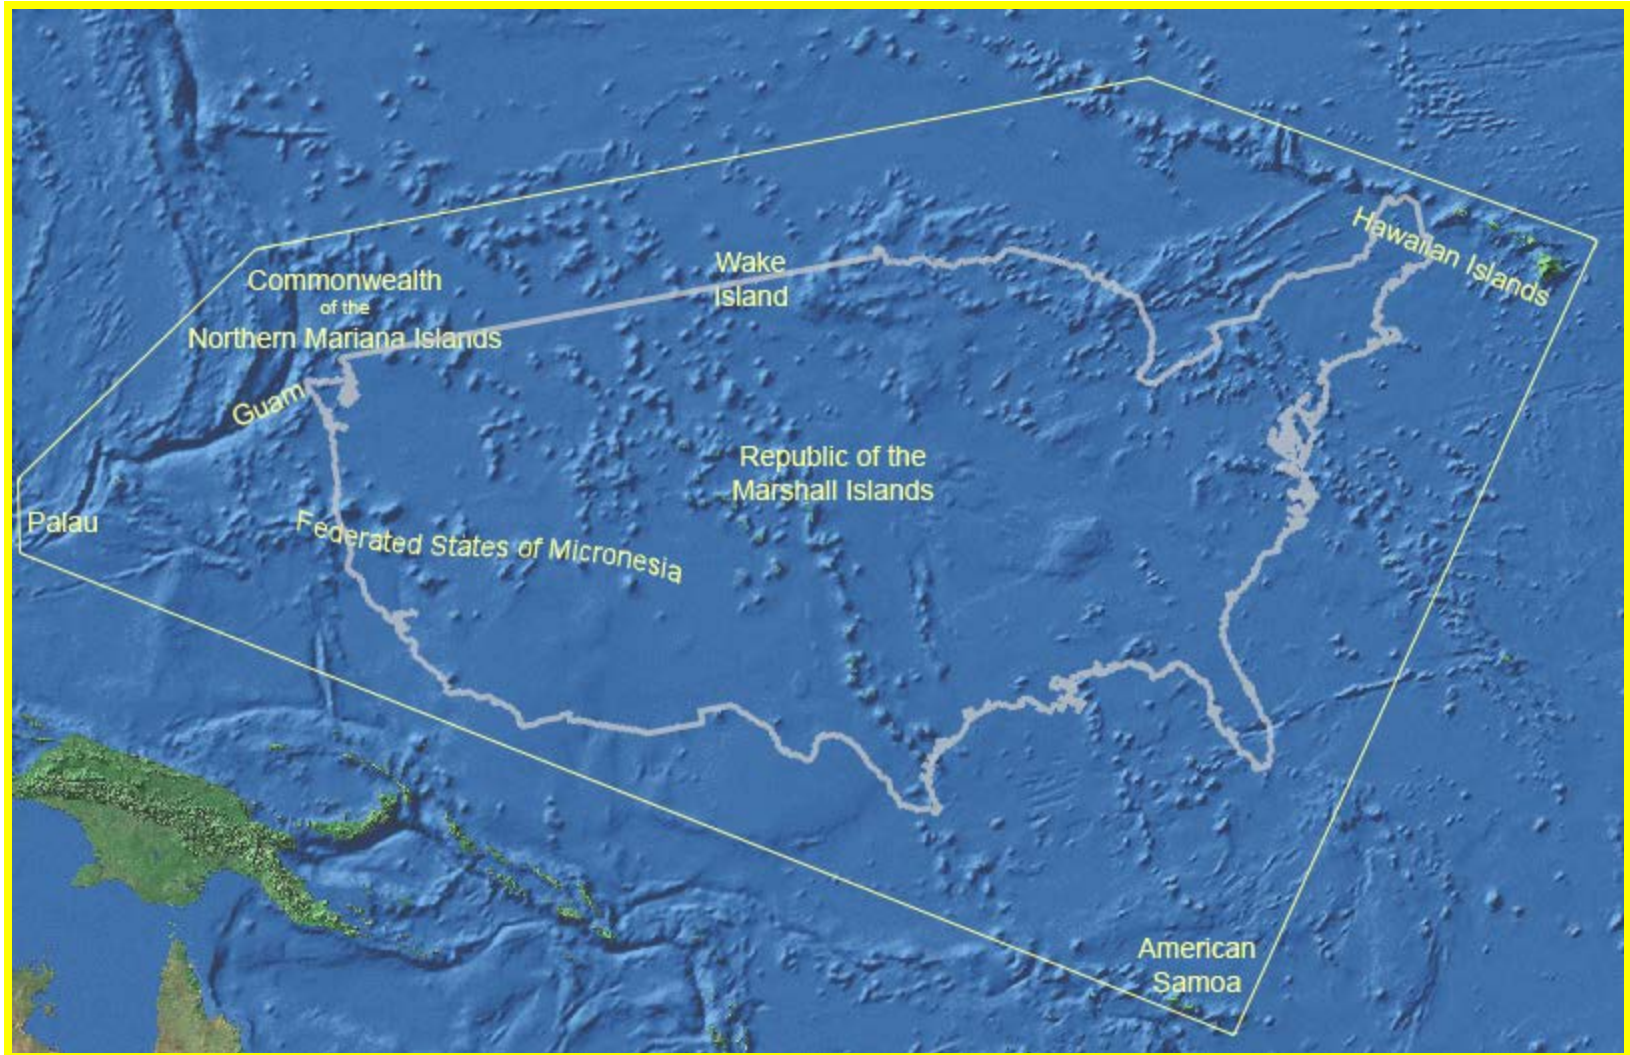 Wake
Island
Hawaiian Islands
Commonwealth
of the
Northern Mariana Islands
Guam
Republic of the
Marshall Islands
Palau
Federated States of Micronesia
American
Samoa